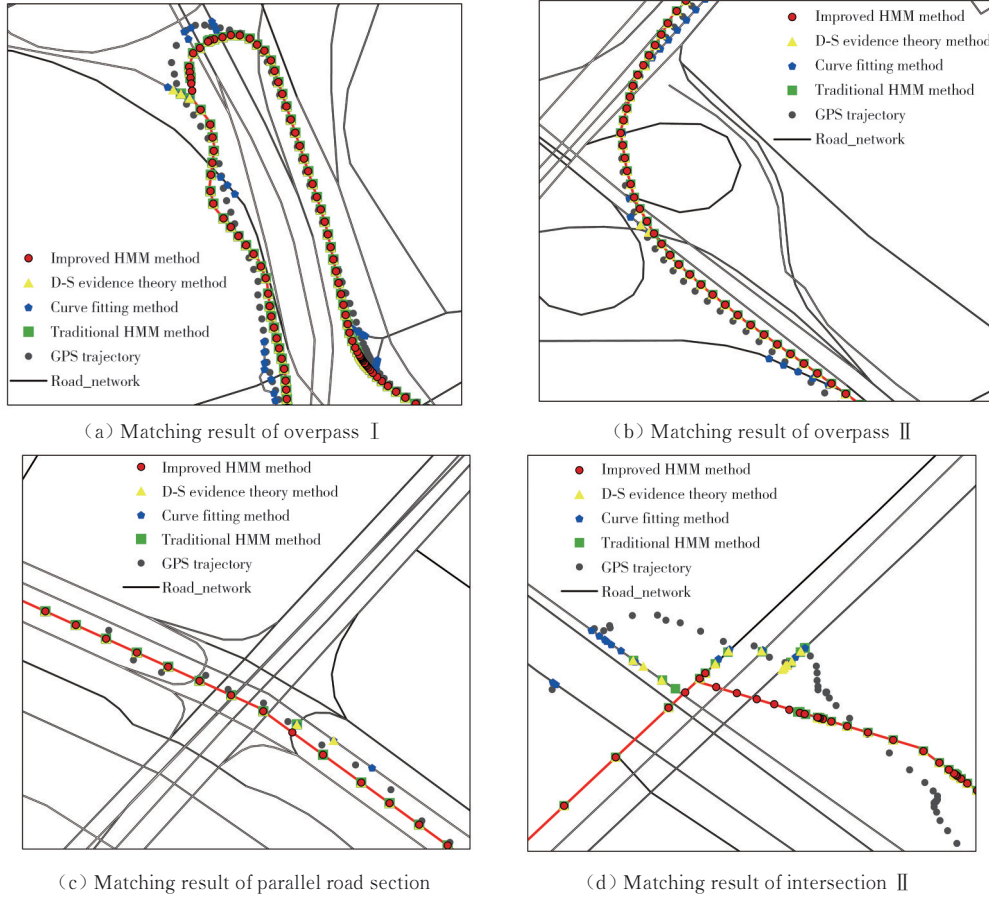 Improved HMM method
D-S evidence theory method
Curve fitting method
Traditional HMM method
GPS trajectory
Road_network
(a) Matching result of overpass Ⅰ
Improved HMM method
D-S evidence theory method
Curve fitting method
Traditional HMM method
GPS trajectory
Road_network
(b) Matching result of overpass Ⅱ
Improved HMM method
D-S evidence theory method
Curve fitting method
Traditional HMM method
GPS trajectory
Road_network
(c) Matching result of parallel road section
Improved HMM method
D-S evidence theory method
Curve fitting method
Traditional HMM method
GPS trajectory
Road_network
(d) Matching result of intersection Ⅱ